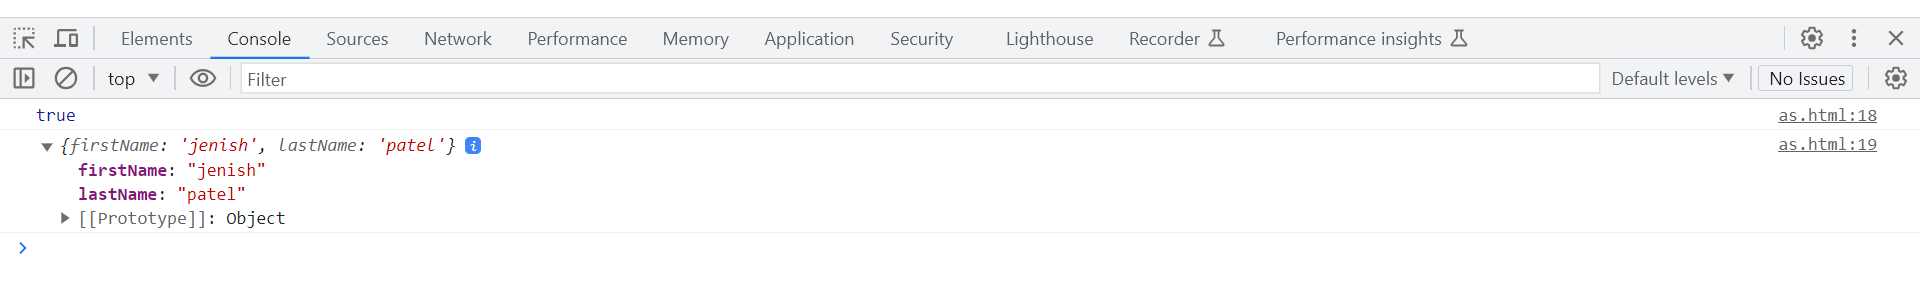 Elements Console Sources Network Performance Memory Application Security Lighthouse Recorder Performance insights
top Filter Default levels No Issues
true as.html:18
{firstName: 'jenish', lastName: 'patel'} i as.html:19
firstName: "jenish"
lastName: "patel"
[[Prototype]]: Object